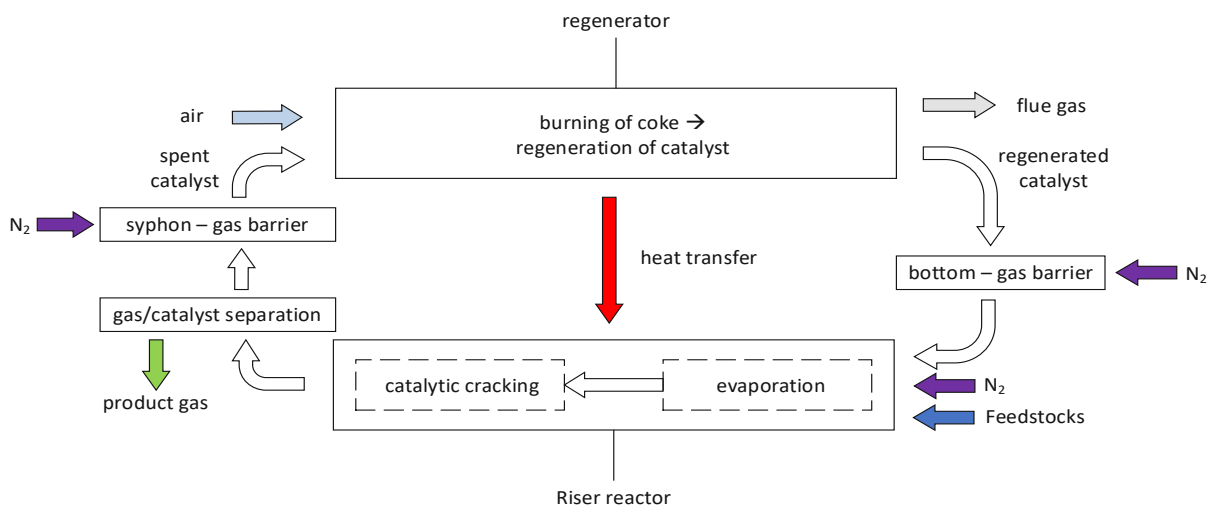 regenerator
air
burning of coke →
regeneration of catalyst
flue gas
spent
catalyst
regenerated
catalyst
N₂
syphon – gas barrier
heat transfer
bottom – gas barrier
N₂
gas/catalyst separation
product gas
catalytic cracking
evaporation
N₂
Feedstocks
Riser reactor